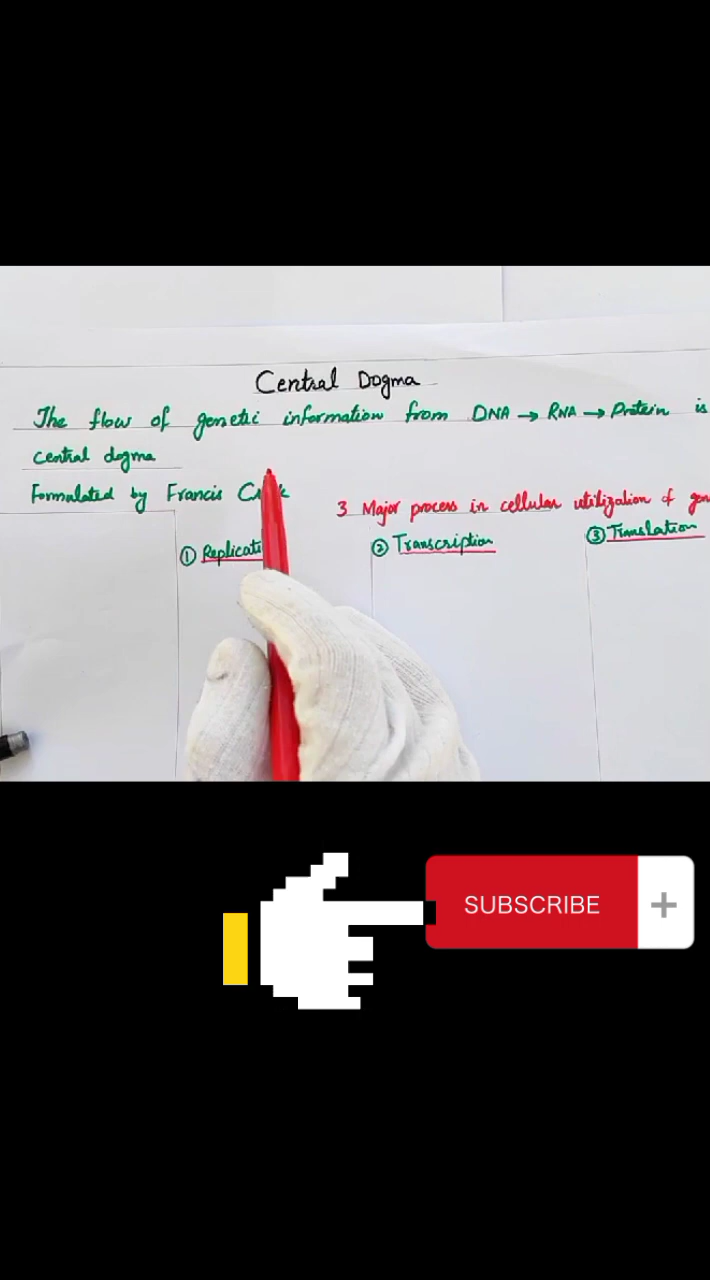 Central Dogma
The flow of genetic information from DNA → RNA → Protein is
central dogma
Formulated by Francis
3 Major process in cellular utilization of
① ② Transcription ③ Translation
SUBSCRIBE +